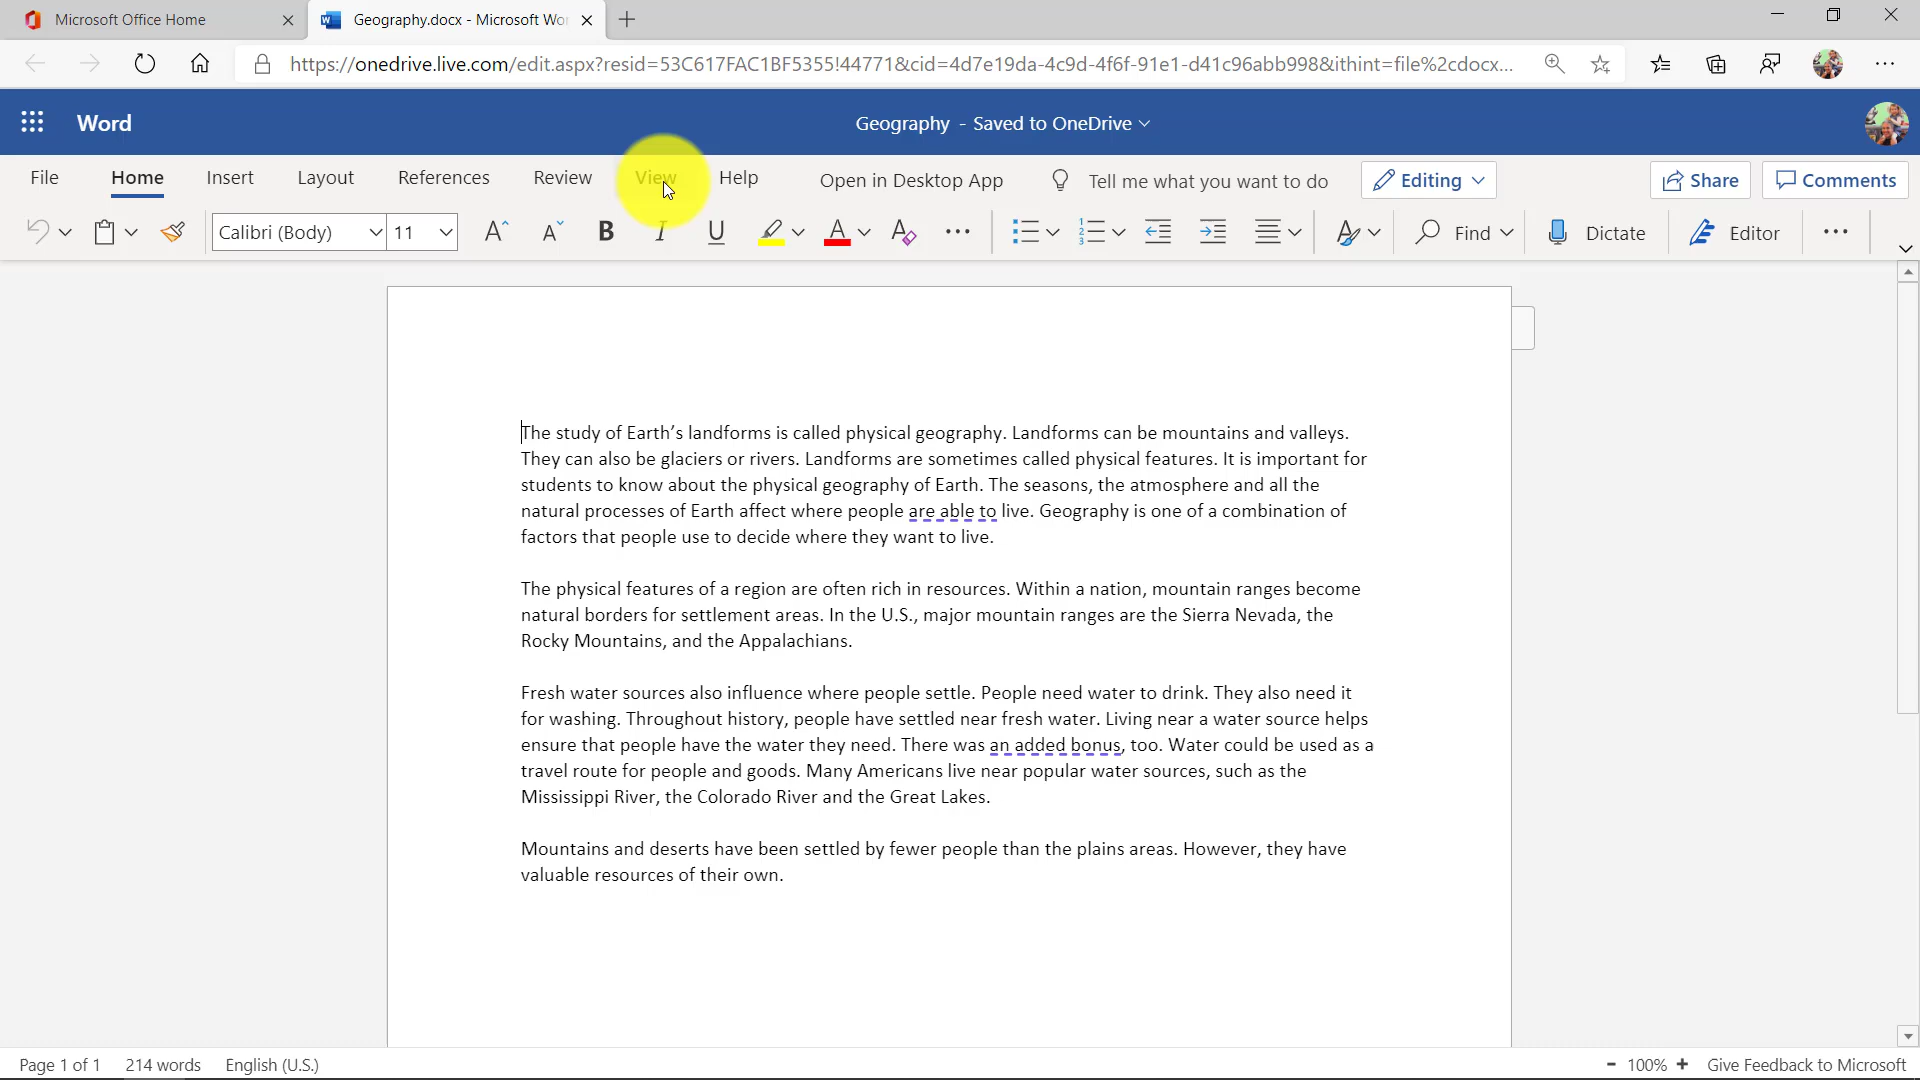 Microsoft Office Home
Geography.docx - Microsoft Wo
https://onedrive.live.com/edit.aspx?resid=53C617FAC1BF5355!44771&cid=4d7e19da-4c9d-4f6f-91e1-d41c96abb998&ithint=file%2cdocx...
Word
Geography - Saved to OneDrive
File Home Insert Layout References Review View Help Open in Desktop App Tell me what you want to do Editing Share Comments
Calibri (Body) 11 A A B I U A A Find Dictate Editor
The study of Earth’s landforms is called physical geography. Landforms can be mountains and valleys.
They can also be glaciers or rivers. Landforms are sometimes called physical features. It is important for
students to know about the physical geography of Earth. The seasons, the atmosphere and all the
natural processes of Earth affect where people are able to live. Geography is one of a combination of
factors that people use to decide where they want to live.
The physical features of a region are often rich in resources. Within a nation, mountain ranges become
natural borders for settlement areas. In the U.S., major mountain ranges are the Sierra Nevada, the
Rocky Mountains, and the Appalachians.
Fresh water sources also influence where people settle. People need water to drink. They also need it
for washing. Throughout history, people have settled near fresh water. Living near a water source helps
ensure that people have the water they need. There was an added bonus, too. Water could be used as a
travel route for people and goods. Many Americans live near popular water sources, such as the
Mississippi River, the Colorado River and the Great Lakes.
Mountains and deserts have been settled by fewer people than the plains areas. However, they have
valuable resources of their own.
Page 1 of 1 214 words English (U.S.) - 100% + Give Feedback to Microsoft